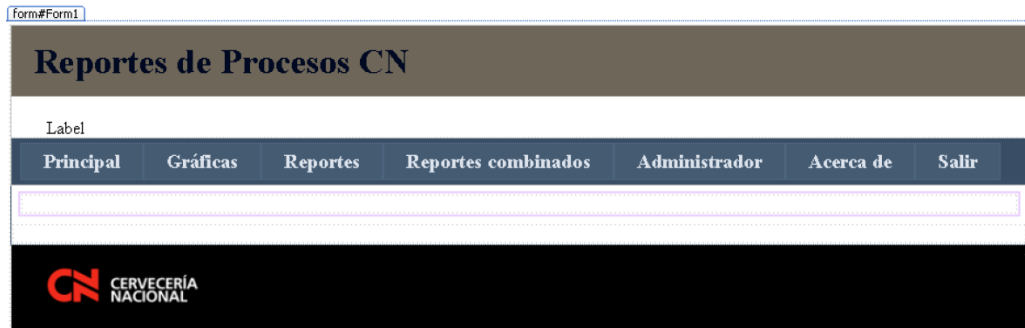 form#Form1
Reportes de Procesos CN
Label
Principal Gráficas Reportes Reportes combinados Administrador Acerca de Salir
CN CERVECERÍA
NACIONAL